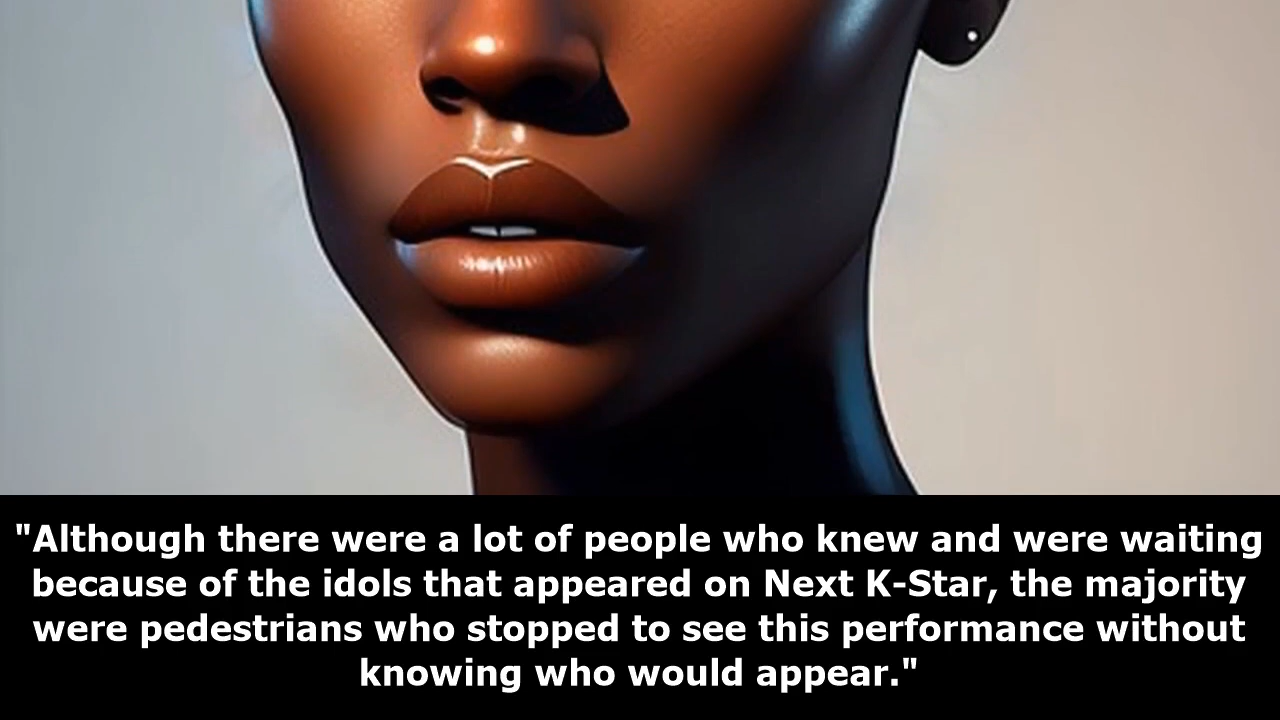 "Although there were a lot of people who knew and were waiting
because of the idols that appeared on Next K-Star, the majority
were pedestrians who stopped to see this performance without
knowing who would appear."